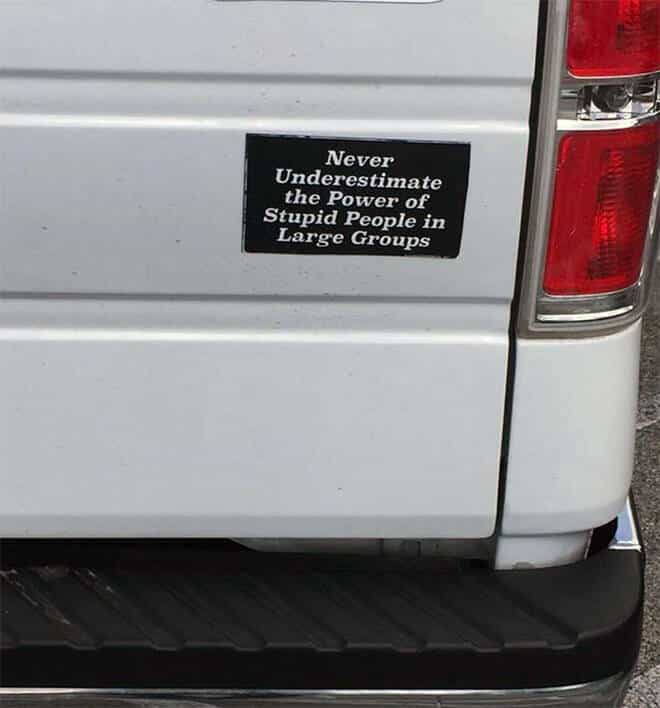 Never
Underestimate
the Power of
Stupid People in
Large Groups